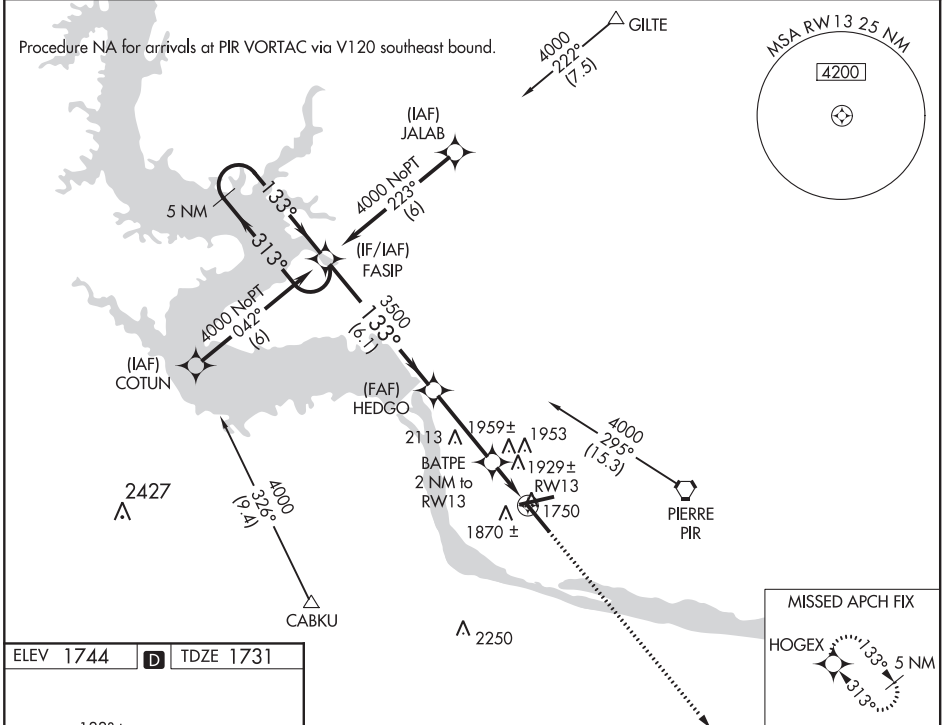 Procedure NA for arrivals at PIR VORTAC via V120 southeast bound.
GILTE
4000
222°
(7.5)
MSA RW13 25 NM
4200
(IAF)
JALAB
4000 NoPT
223°
(6)
5 NM
133°
313°
(IF/IAF)
FASIP
4000 NoPT
042°
(6)
(IAF)
COTUN
3500
133°
(6.1)
(FAF)
HEDGO
2113
1959±
1953
BATPE
2 NM to
RW13
1929±
RW13
1750
1870 ±
4000
295°
(15.3)
PIERRE
PIR
2427
4000
326°
(9.4)
CABKU
2250
MISSED APCH FIX
HOGEX
133°
313°
5 NM
ELEV 1744
D
TDZE 1731